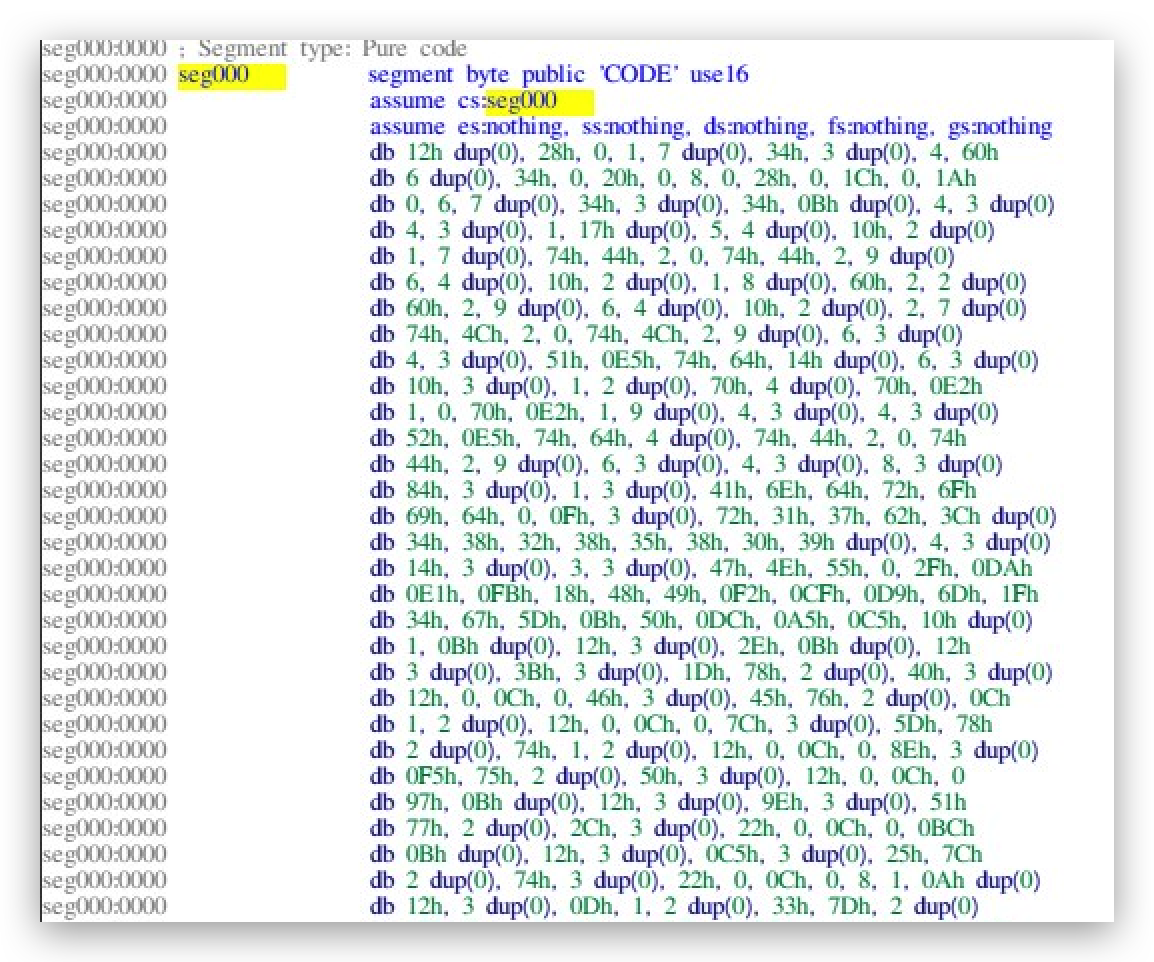 seg000:0000 ; Segment type: Pure code
seg000:0000 seg000 segment byte public 'CODE' use16
seg000:0000 assume cs:seg000
seg000:0000 assume es:nothing, ss:nothing, ds:nothing, fs:nothing, gs:nothing
seg000:0000 db 12h dup(0), 28h, 0, 1, 7 dup(0), 34h, 3 dup(0), 4, 60h
seg000:0000 db 6 dup(0), 34h, 0, 20h, 0, 8, 0, 28h, 0, 1Ch, 0, 1Ah
seg000:0000 db 0, 6, 7 dup(0), 34h, 3 dup(0), 34h, 0Bh dup(0), 4, 3 dup(0)
seg000:0000 db 4, 3 dup(0), 1, 17h dup(0), 5, 4 dup(0), 10h, 2 dup(0)
seg000:0000 db 1, 7 dup(0), 74h, 44h, 2, 0, 74h, 44h, 2, 9 dup(0)
seg000:0000 db 6, 4 dup(0), 10h, 2 dup(0), 1, 8 dup(0), 60h, 2, 2 dup(0)
seg000:0000 db 60h, 2, 9 dup(0), 6, 4 dup(0), 10h, 2 dup(0), 2, 7 dup(0)
seg000:0000 db 74h, 4Ch, 2, 0, 74h, 4Ch, 2, 9 dup(0), 6, 3 dup(0)
seg000:0000 db 4, 3 dup(0), 51h, 0E5h, 74h, 64h, 14h dup(0), 6, 3 dup(0)
seg000:0000 db 10h, 3 dup(0), 1, 2 dup(0), 70h, 4 dup(0), 70h, 0E2h
seg000:0000 db 1, 0, 70h, 0E2h, 1, 9 dup(0), 4, 3 dup(0), 4, 3 dup(0)
seg000:0000 db 52h, 0E5h, 74h, 64h, 4 dup(0), 74h, 44h, 2, 0, 74h
seg000:0000 db 44h, 2, 9 dup(0), 6, 3 dup(0), 4, 3 dup(0), 8, 3 dup(0)
seg000:0000 db 84h, 3 dup(0), 1, 3 dup(0), 41h, 6Eh, 64h, 72h, 6Fh
seg000:0000 db 69h, 64h, 0, 0Fh, 3 dup(0), 72h, 31h, 37h, 62h, 3Ch dup(0)
seg000:0000 db 34h, 38h, 32h, 38h, 35h, 38h, 30h, 39h dup(0), 4, 3 dup(0)
seg000:0000 db 14h, 3 dup(0), 3, 3 dup(0), 47h, 4Eh, 55h, 0, 2Fh, 0DAh
seg000:0000 db 0E1h, 0FBh, 18h, 48h, 49h, 0F2h, 0CFh, 0D9h, 6Dh, 1Fh
seg000:0000 db 34h, 67h, 5Dh, 0Bh, 50h, 0DCh, 0A5h, 0C5h, 10h dup(0)
seg000:0000 db 1, 0Bh dup(0), 12h, 3 dup(0), 2Eh, 0Bh dup(0), 12h
seg000:0000 db 3 dup(0), 3Bh, 3 dup(0), 1Dh, 78h, 2 dup(0), 40h, 3 dup(0)
seg000:0000 db 12h, 0, 0Ch, 0, 46h, 3 dup(0), 45h, 76h, 2 dup(0), 0Ch
seg000:0000 db 1, 2 dup(0), 12h, 0, 0Ch, 0, 7Ch, 3 dup(0), 5Dh, 78h
seg000:0000 db 2 dup(0), 74h, 1, 2 dup(0), 12h, 0, 0Ch, 0, 8Eh, 3 dup(0)
seg000:0000 db 0F5h, 75h, 2 dup(0), 50h, 3 dup(0), 12h, 0, 0Ch, 0
seg000:0000 db 97h, 0Bh dup(0), 12h, 3 dup(0), 9Eh, 3 dup(0), 51h
seg000:0000 db 77h, 2 dup(0), 2Ch, 3 dup(0), 22h, 0, 0Ch, 0, 0BCh
seg000:0000 db 0Bh dup(0), 12h, 3 dup(0), 0C5h, 3 dup(0), 25h, 7Ch
seg000:0000 db 2 dup(0), 74h, 3 dup(0), 22h, 0, 0Ch, 0, 8, 1, 0Ah dup(0)
seg000:0000 db 12h, 3 dup(0), 0Dh, 1, 2 dup(0), 33h, 7Dh, 2 dup(0)